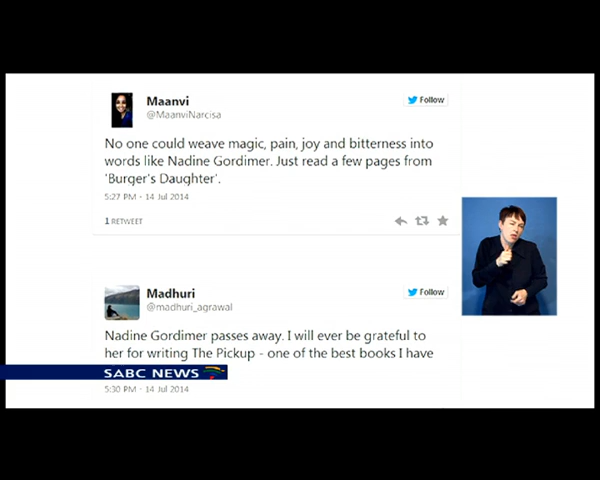 Maanvi
Follow
@MaanviNarcisa
No one could weave magic, pain, joy and bitterness into
words like Nadine Gordimer. Just read a few pages from
'Burger's Daughter'.
5:27 PM - 14 Jul 2014
1 RETWEET
Madhuri
Follow
@madhuri_agrawal
Nadine Gordimer passes away. I will ever be grateful to
her for writing The Pickup - one of the best books I have
SABC NEWS
5:30 PM - 14 Jul 2014